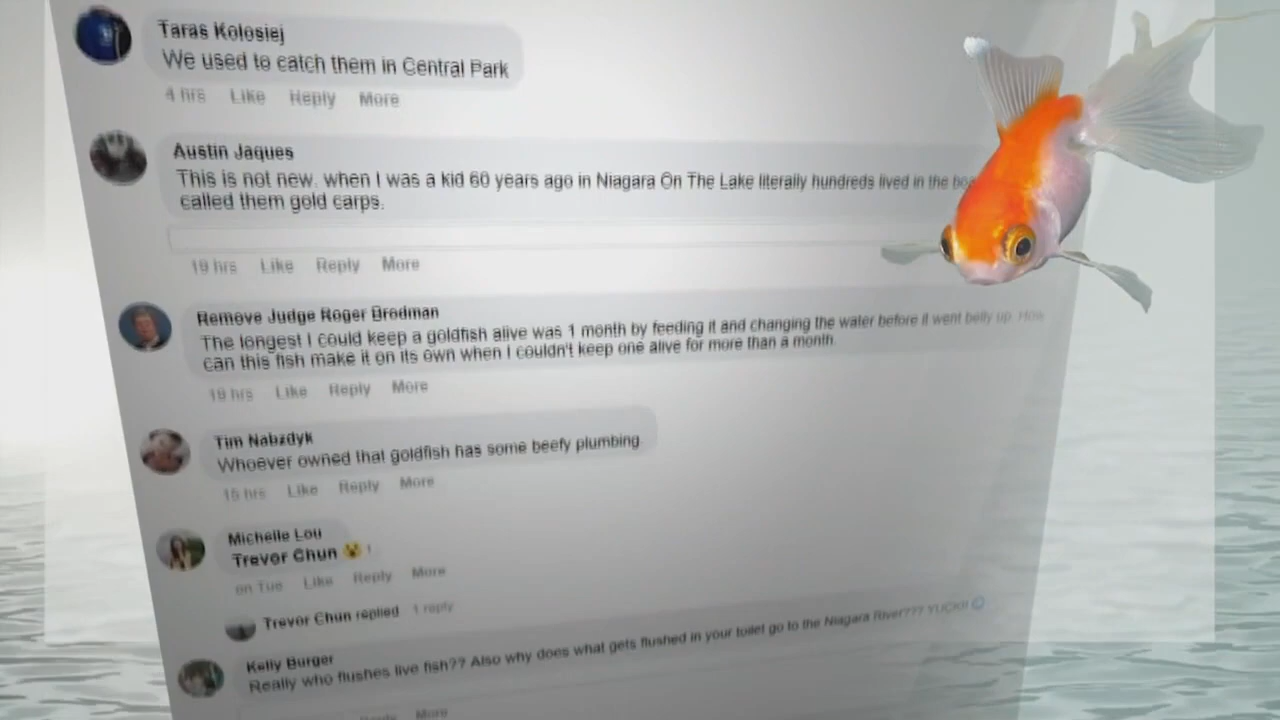 Taras Kolosiej
We used to catch them in Central Park
4 hrs Like Reply More
Austin Jaques
This is not new. when I was a kid 60 years ago in Niagara On The Lake literally hundreds lived in the
called them gold carps.
19 hrs Like Reply More
Remove Judge Roger Brodman
The longest I could keep a goldfish alive was 1 month by feeding it and changing the water before it went belly up. How
can this fish make it on its own when I couldn't keep one alive for more than a month.
19 hrs Like Reply More
Tim Nabzdyk
Whoever owned that goldfish has some beefy plumbing.
Like Reply More
Michelle Lou
Trevor Chun 😮 1
on Tue Like Reply More
Trevor Chun replied 1 reply
Kelly Burger
Really who flushes live fish?? Also why does what gets flushed in your toilet go to the Niagara River??? YUCK!!
Reply More